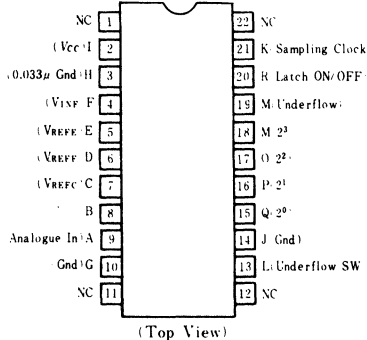 NC 1 22 NC
(Vcc)I 2 21 K Sampling Clock
(0.033μ Gnd)H 3 20 R Latch ON/OFF)
(VINF F 4 19 M(Underflow)
(VREFE E 5 18 M 2³
(VREFF D 6 17 O 2²)
(VREFC)C 7 16 P 2¹
B 8 15 Q 2⁰)
Analogue In)A 9 14 J Gnd)
Gnd)G 10 13 L(Underflow SW
NC 11 12 NC
(Top View)